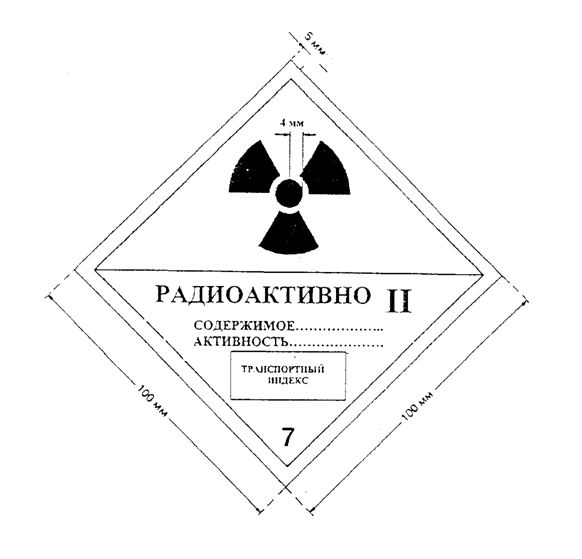 5 мм
4 мм
РАДИОАКТИВНО II
СОДЕРЖИМОЕ....................
АКТИВНОСТЬ.....................
ТРАНСПОРТНЫЙ
ИНДЕКС
100 мм
100 мм
7